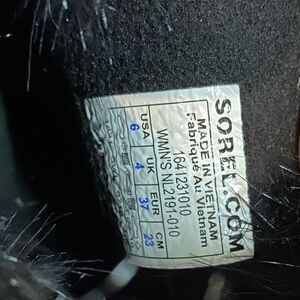 SOREL.COM
MADE IN VIETNAM
Fabriqué Au Vietnam
1641231010
WMN'S NL2191-010
USA UK EUR CM
6 4 37 23